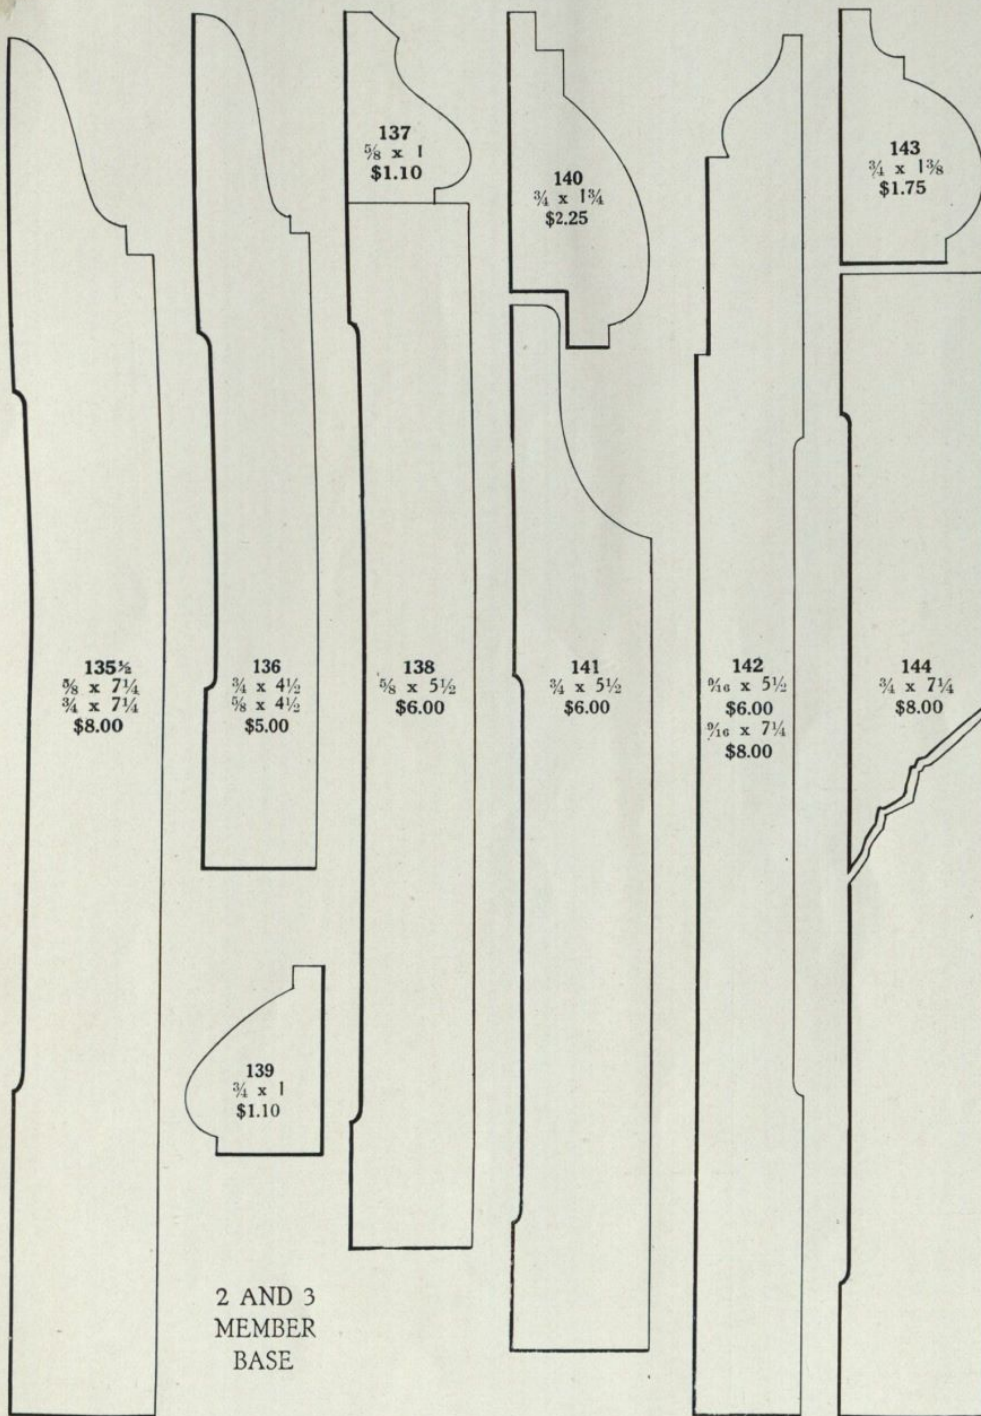 137
⅝ x 1
$1.10
140
¾ x 1¾
$2.25
143
¾ x 1⅜
$1.75
135½
⅝ x 7¼
¾ x 7¼
$8.00
136
¾ x 4½
⅝ x 4½
$5.00
138
⅝ x 5½
$6.00
141
¾ x 5½
$6.00
142
9/16 x 5½
$6.00
9/16 x 7¼
$8.00
144
¾ x 7¼
$8.00
139
¾ x 1
$1.10
2 AND 3
MEMBER
BASE